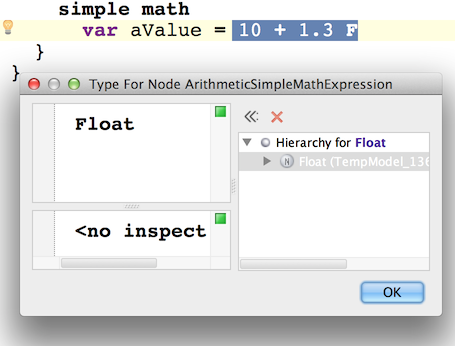 simple math
var aValue = 10 + 1.3 F
}
}
Type For Node ArithmeticSimpleMathExpression
Float
<no inspect
Hierarchy for Float
N Float (TempModel_136
OK